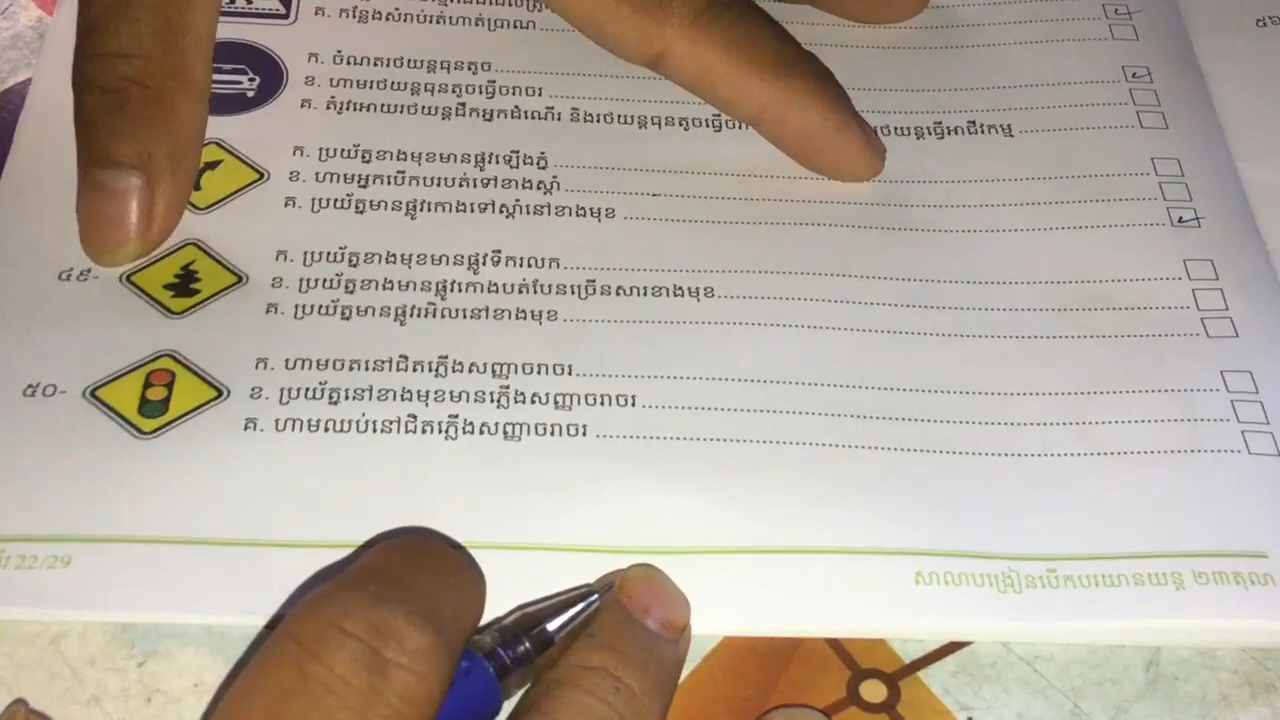 គ. កន្លែងសំរាប់រត់ហាត់ប្រាណ
៥៦
ក. ចំណតរថយន្តធុនតូច
ខ. ហាមរថយន្តធុនតូចធ្វើចរាចរ
គ. តំរូវអោយរថយន្តដឹកអ្នកដំណើរ និងរថយន្តធុនតូចធ្វើ រថយន្តធ្វើអាជីវកម្ម
ក. ប្រយ័ត្នខាងមុខមានផ្លូវឡើងភ្នំ
ខ. ហាមអ្នកបើកបរបត់ទៅខាងស្តាំ
គ. ប្រយ័ត្នមានផ្លូវកោងទៅស្តាំនៅខាងមុខ
៤៩-
ក. ប្រយ័ត្នខាងមុខមានផ្លូវទឹករលក
ខ. ប្រយ័ត្នខាងមានផ្លូវកោងបត់បែនច្រើនសារខាងមុខ
គ. ប្រយ័ត្នមានផ្លូវរអិលនៅខាងមុខ
៥០-
ក. ហាមចតនៅជិតភ្លើងសញ្ញាចរាចរ
ខ. ប្រយ័ត្ននៅខាងមុខមានភ្លើងសញ្ញាចរាចរ
គ. ហាមឈប់នៅជិតភ្លើងសញ្ញាចរាចរ
22/29
សាលាបង្រៀនបើកបរយានយន្ត ២៣តុលា